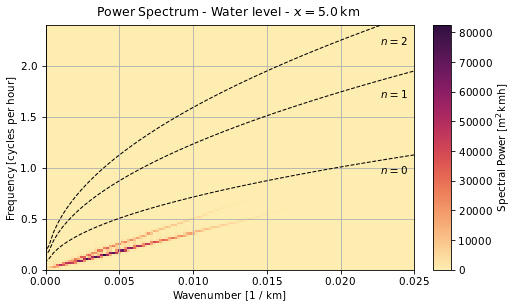 Power Spectrum - Water level - x = 5.0 km
Frequency [cycles per hour]
2.0
1.5
1.0
0.5
0.0
n = 2
n = 1
n = 0
0.000
0.005
0.010
0.015
0.020
0.025
Wavenumber [1 / km]
80000
70000
60000
50000
40000
30000
20000
10000
0
Spectral Power [m² km h]